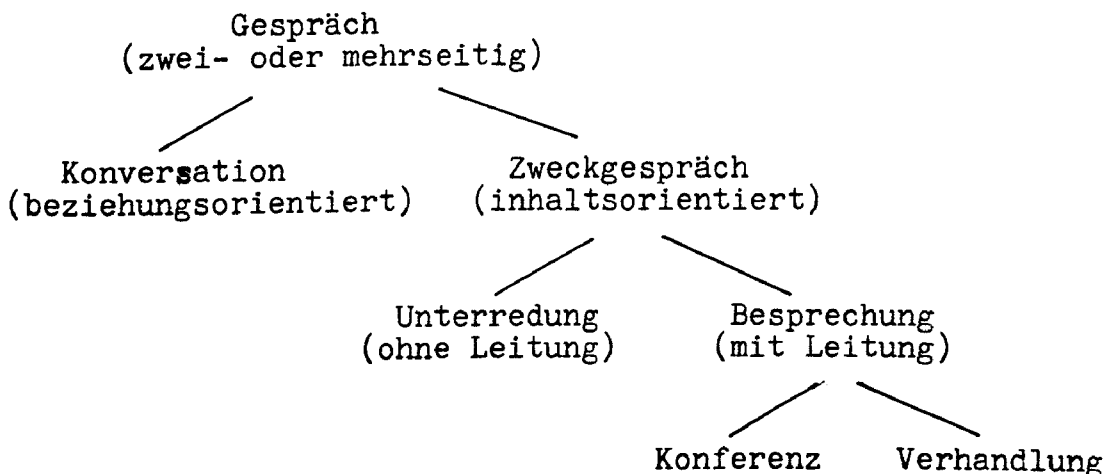 Gespräch
(zwei- oder mehrseitig)
Konversation Zweckgespräch
(beziehungsorientiert) (inhaltsorientiert)
Unterredung Besprechung
(ohne Leitung) (mit Leitung)
Konferenz Verhandlung